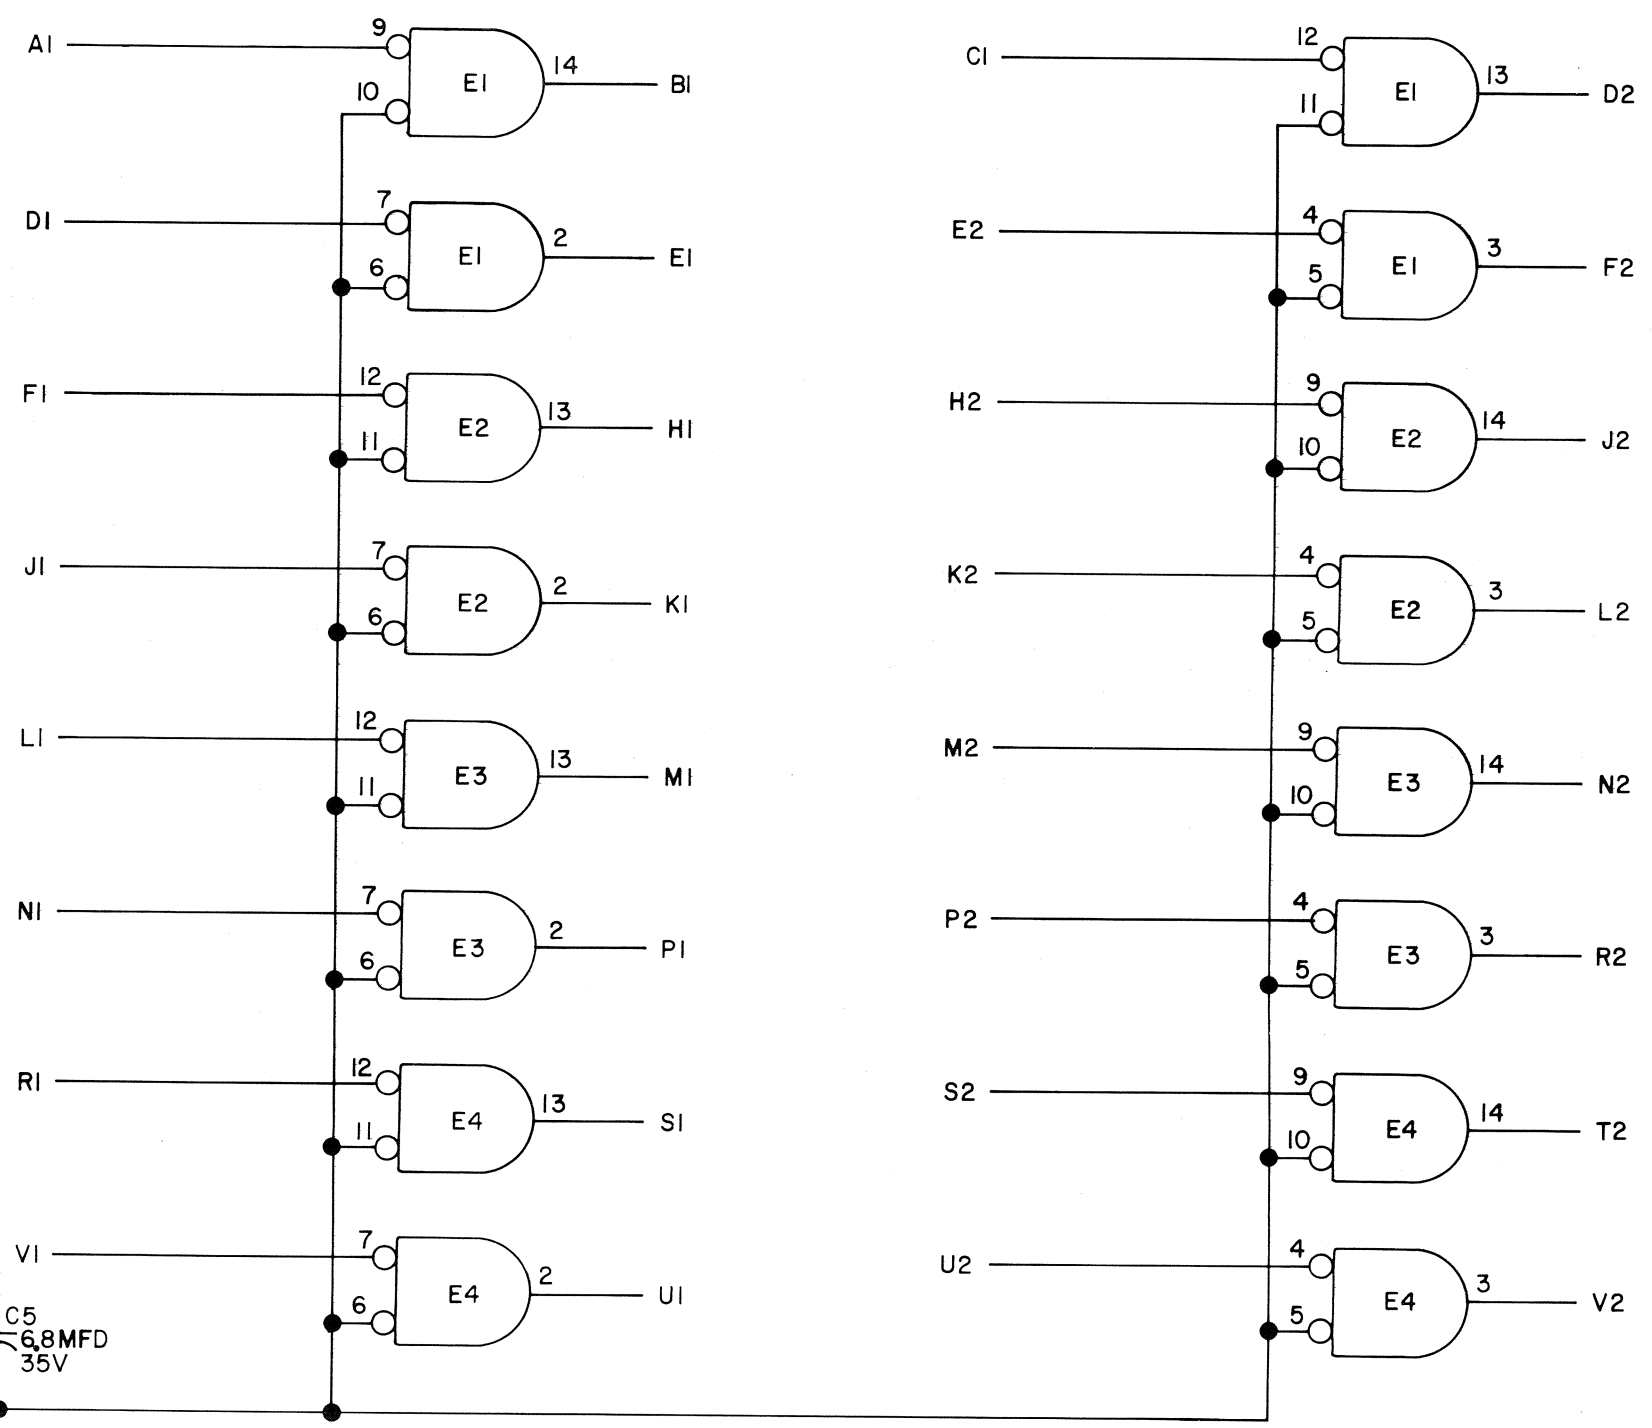 A1 9 10 E1 14 B1
D1 7 6 E1 2 E1
F1 12 11 E2 13 H1
J1 7 6 E2 2 K1
L1 12 11 E3 13 M1
N1 7 6 E3 2 P1
R1 12 11 E4 13 S1
V1 7 6 E4 2 U1
C5
6.8MFD
35V
C1 12 11 E1 13 D2
E2 4 5 E1 3 F2
H2 9 10 E2 14 J2
K2 4 5 E2 3 L2
M2 9 10 E3 14 N2
P2 4 5 E3 3 R2
S2 9 10 E4 14 T2
U2 4 5 E4 3 V2